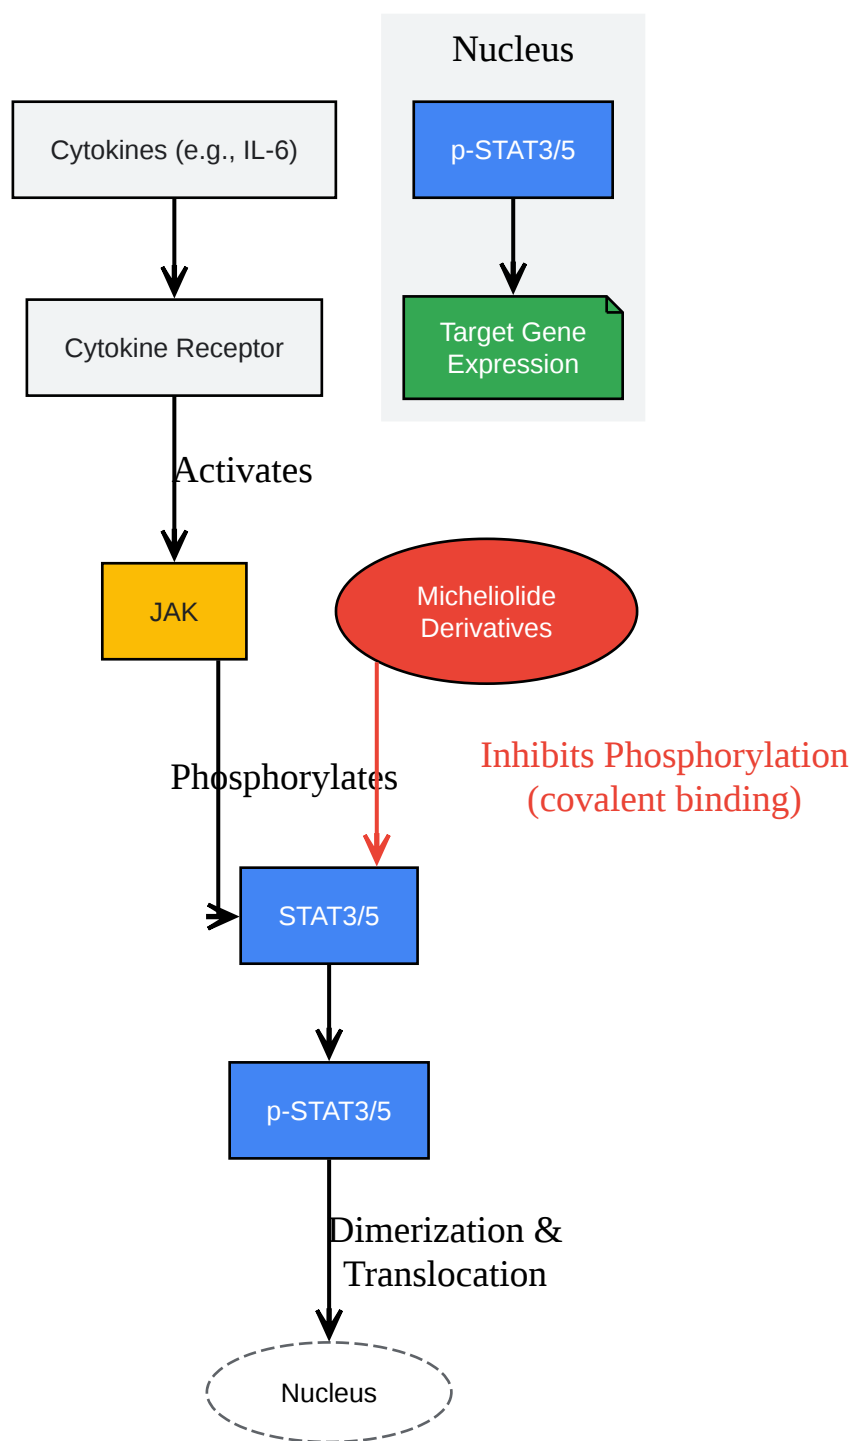 Nucleus
Cytokines (e.g., IL-6)
p-STAT3/5
Cytokine Receptor
Target Gene
Expression
Activates
JAK
Micheliolide
Derivatives
Phosphorylates
Inhibits Phosphorylation
(covalent binding)
STAT3/5
p-STAT3/5
Dimerization &
Translocation
Nucleus